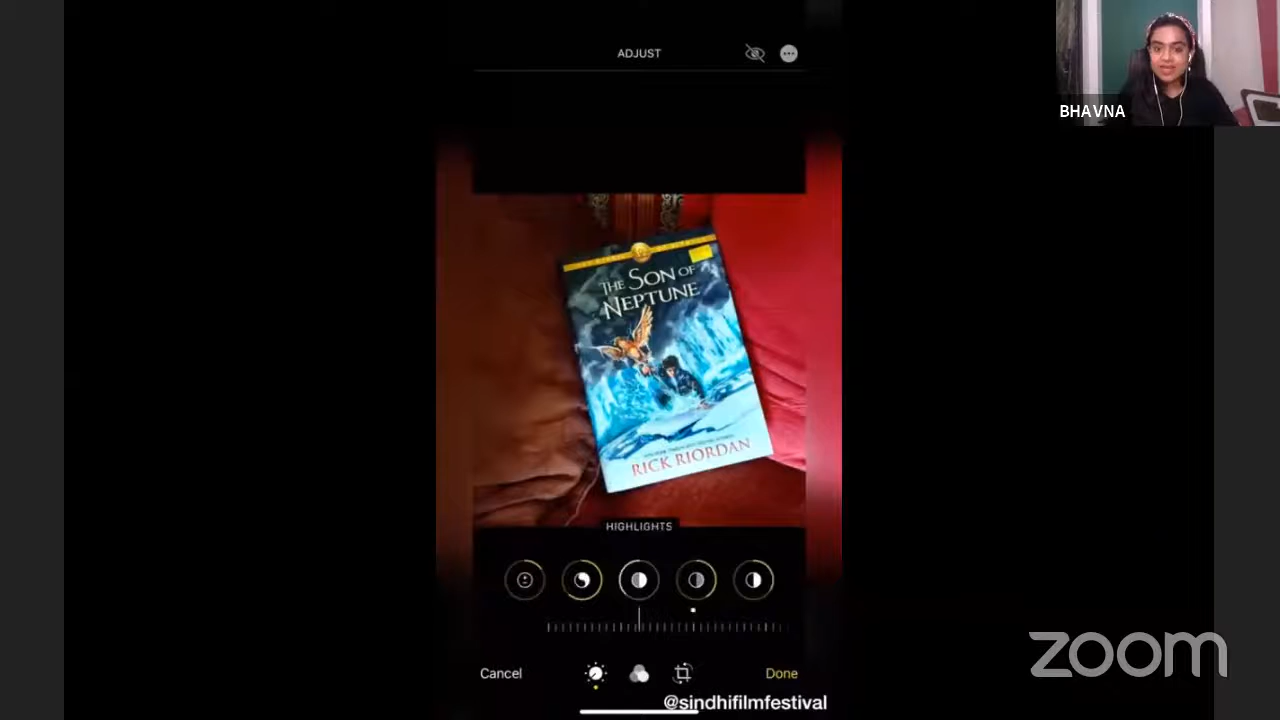 ADJUST
BHAVNA
THE SON OF
NEPTUNE
RICK RIORDAN
HIGHLIGHTS
zoom
Cancel
Done
@sindhifilmfestival